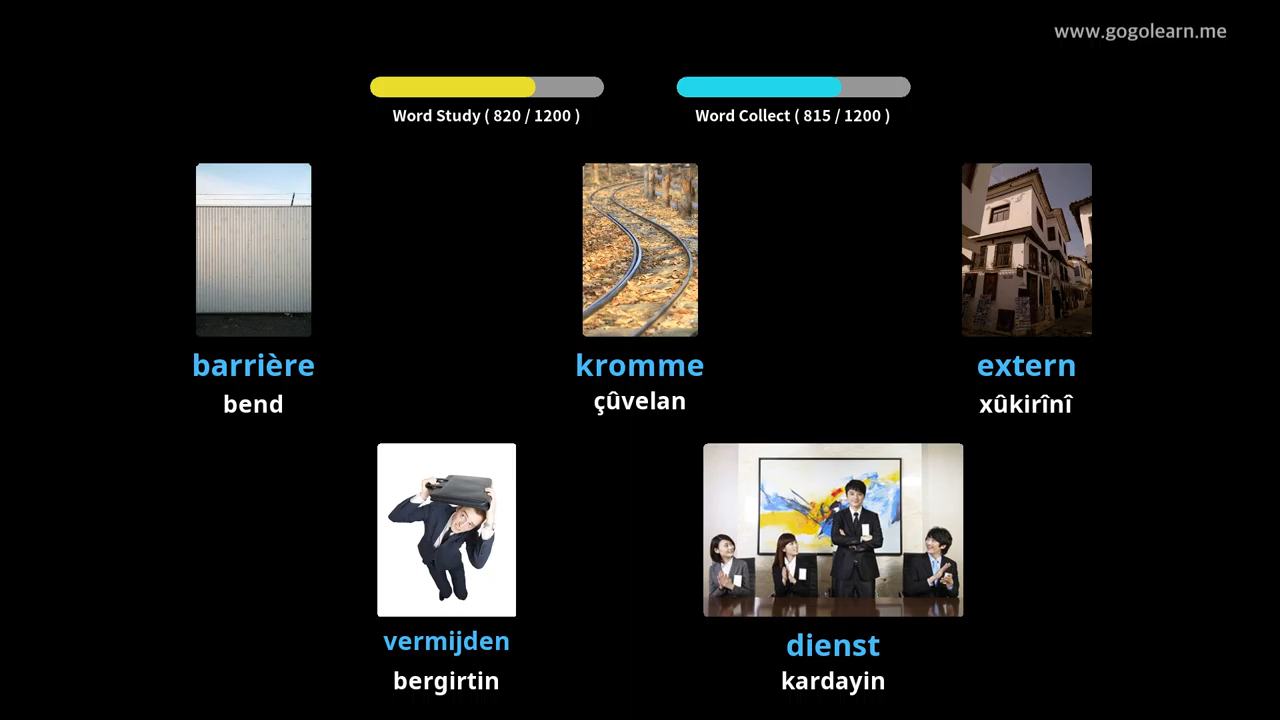 www.gogolearn.me
Word Study ( 820 / 1200 )
Word Collect ( 815 / 1200 )
barrière
kromme
extern
bend
çûvelan
xûkirînî
vermijden
dienst
bergirtin
kardayin